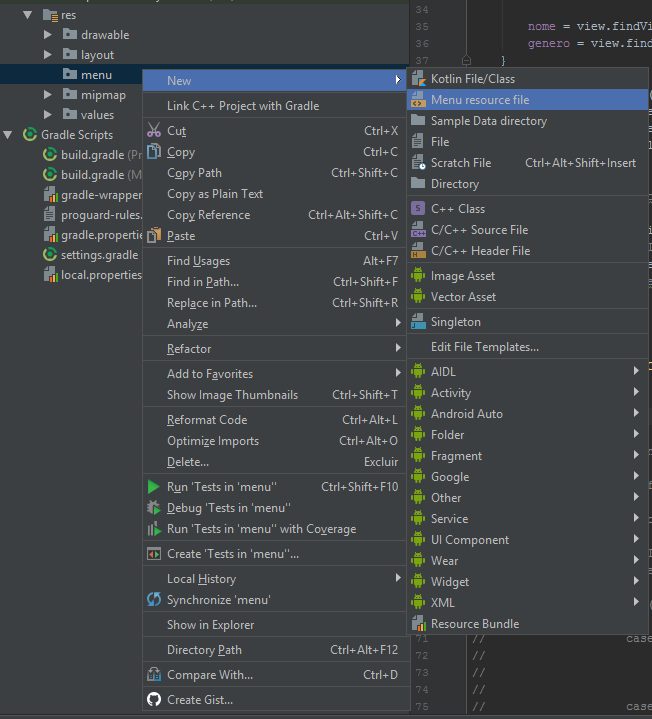 res
drawable
layout
menu
mipmap
values
Gradle Scripts
build.gradle (Pr
build.gradle (M
gradle-wrapper
proguard-rules.
gradle.propertie
settings.gradle
local.properties
New
Link C++ Project with Gradle
Cut Ctrl+X
Copy Ctrl+C
Copy Path Ctrl+Shift+C
Copy as Plain Text
Copy Reference Ctrl+Alt+Shift+C
Paste Ctrl+V
Find Usages Alt+F7
Find in Path... Ctrl+Shift+F
Replace in Path... Ctrl+Shift+R
Analyze
Refactor
Add to Favorites
Show Image Thumbnails Ctrl+Shift+T
Reformat Code Ctrl+Alt+L
Optimize Imports Ctrl+Alt+O
Delete... Excluir
Run 'Tests in 'menu'' Ctrl+Shift+F10
Debug 'Tests in 'menu''
Run 'Tests in 'menu'' with Coverage
Create 'Tests in 'menu''...
Local History
Synchronize 'menu'
Show in Explorer
Directory Path Ctrl+Alt+F12
Compare With... Ctrl+D
Create Gist...
34
35 nome = view.findVi
36 genero = view.find
37 }
Kotlin File/Class
Menu resource file
Sample Data directory
File
Scratch File Ctrl+Alt+Shift+Insert
Directory
C++ Class
C/C++ Source File
C/C++ Header File
Image Asset
Vector Asset
Singleton
Edit File Templates...
AIDL
Activity
Android Auto
Folder
Fragment
Google
Other
Service
UI Component
Wear
Widget
XML
Resource Bundle
71 // case
72 //
73 //
74 //
75 // case